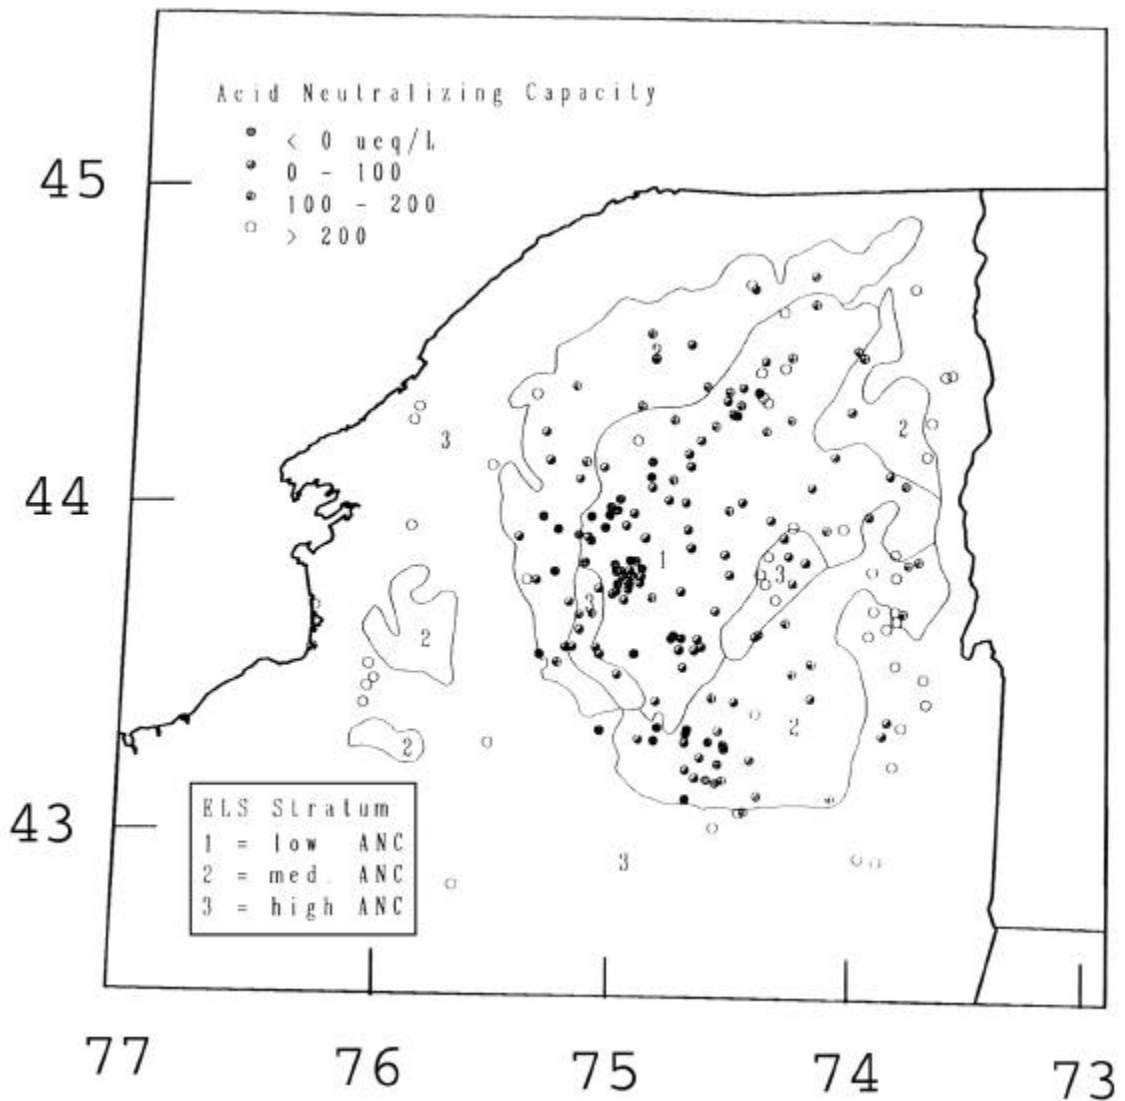 Acid Neutralizing Capacity
< 0 ueq/L
0 - 100
100 - 200
> 200
45
2
3
2
44
1
3
3
2
2
2
ELS Stratum
1 = low ANC
2 = med. ANC
3 = high ANC
43
3
77
76
75
74
73